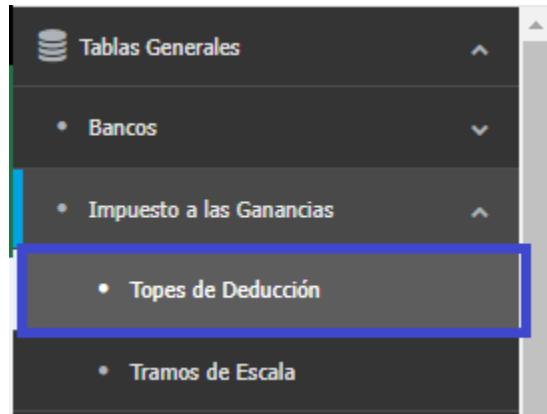 Tablas Generales
Bancos
Impuesto a las Ganancias
Topes de Deducción
Tramos de Escala